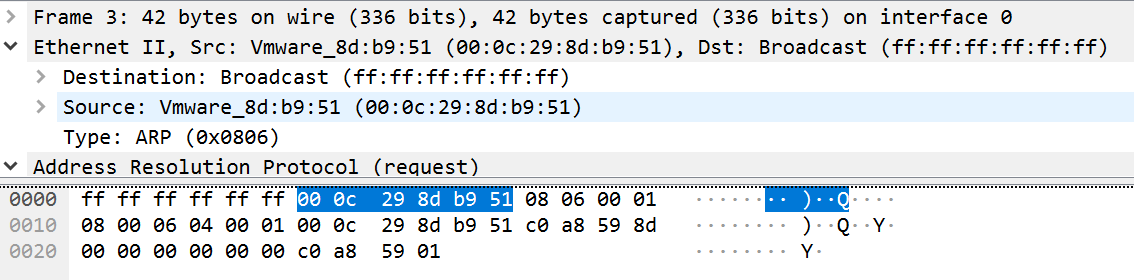 Frame 3: 42 bytes on wire (336 bits), 42 bytes captured (336 bits) on interface 0
Ethernet II, Src: Vmware_8d:b9:51 (00:0c:29:8d:b9:51), Dst: Broadcast (ff:ff:ff:ff:ff:ff)
Destination: Broadcast (ff:ff:ff:ff:ff:ff)
Source: Vmware_8d:b9:51 (00:0c:29:8d:b9:51)
Type: ARP (0x0806)
Address Resolution Protocol (request)
0000 ff ff ff ff ff ff 00 0c 29 8d b9 51 08 06 00 01 ········ )··Q····
0010 08 00 06 04 00 01 00 0c 29 8d b9 51 c0 a8 59 8d ········ )··Q··Y·
0020 00 00 00 00 00 00 c0 a8 59 01 ········ Y·